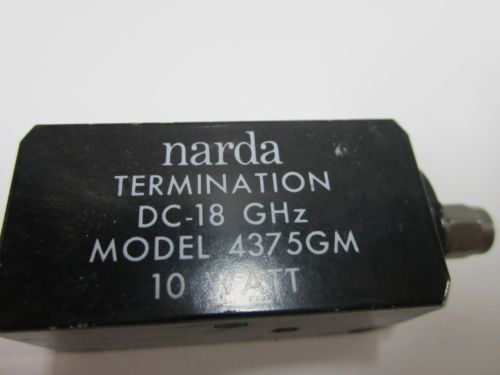 narda
TERMINATION
DC-18 GHz
MODEL 4375GM
10 WATT